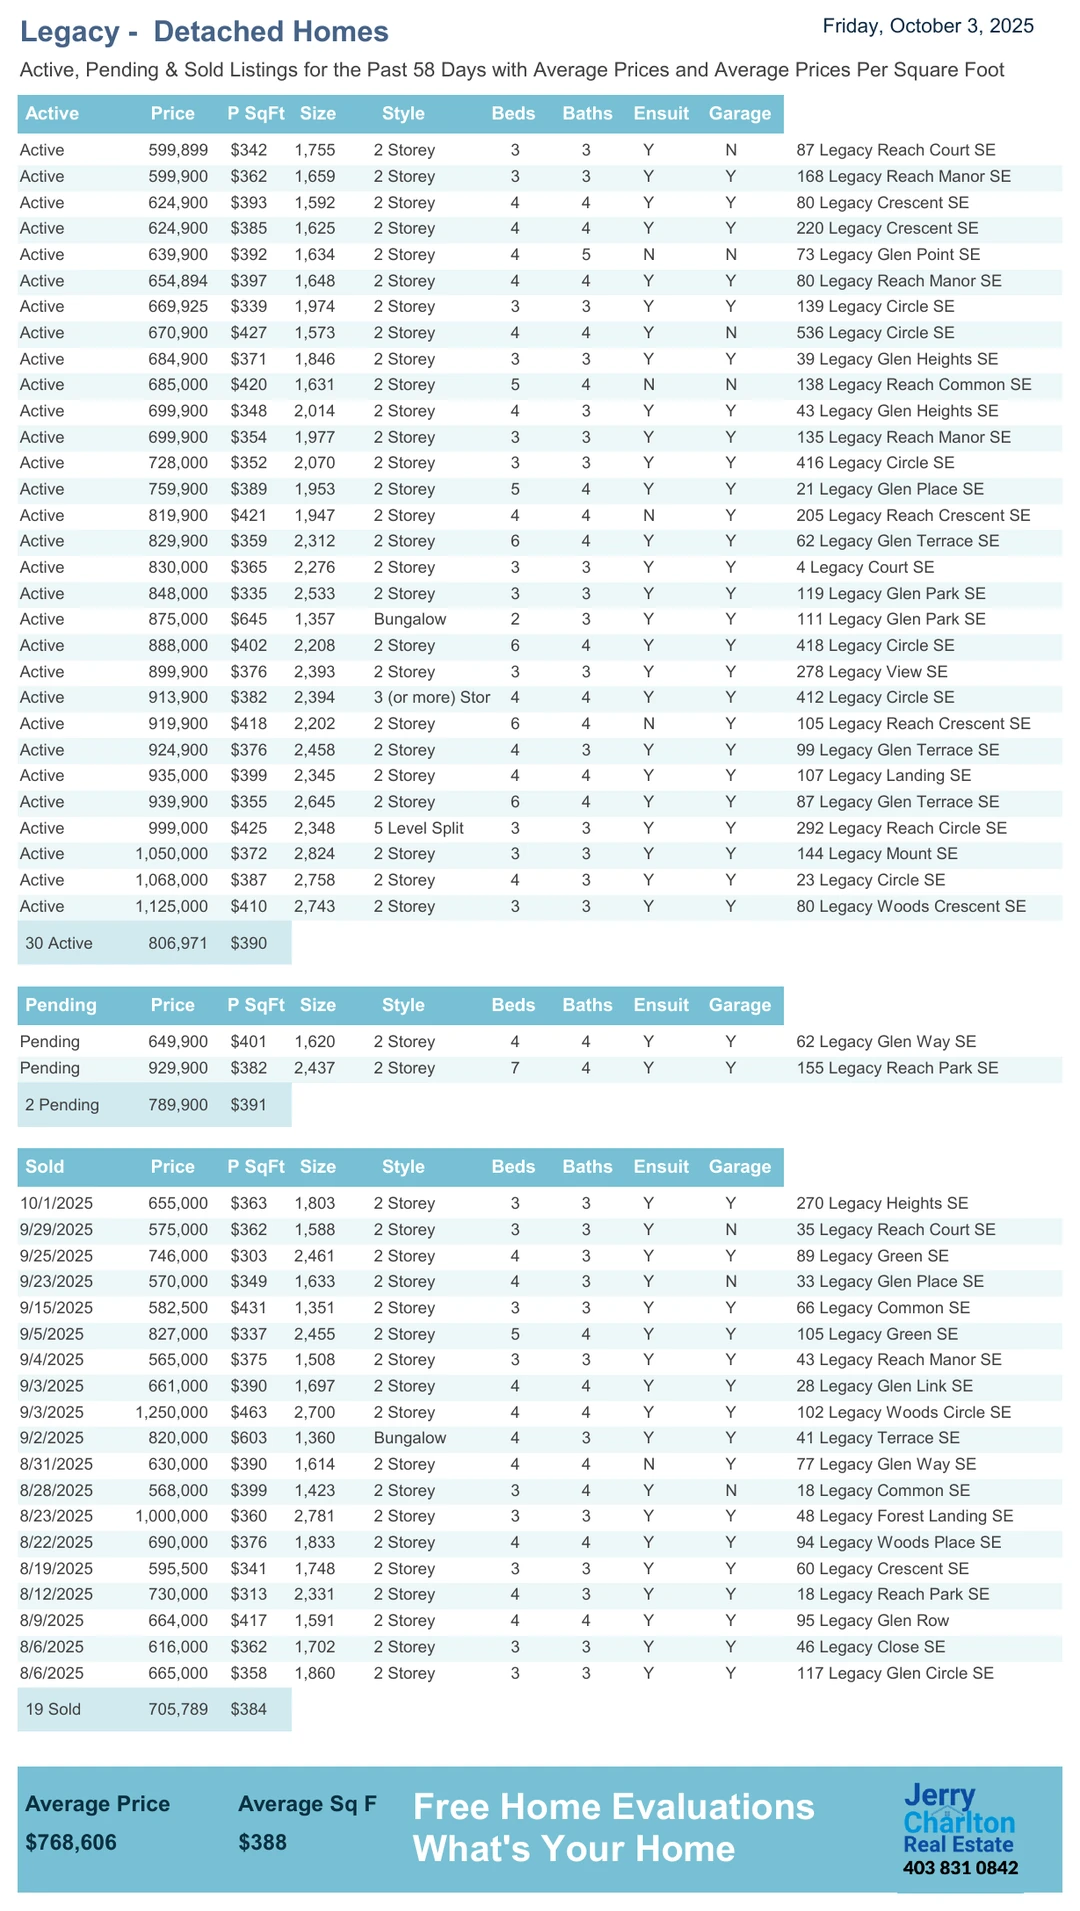 Legacy - Detached Homes
Friday, October 3, 2025
Active, Pending & Sold Listings for the Past 58 Days with Average Prices and Average Prices Per Square Foot
Active Price P SqFt Size Style Beds Baths Ensuit Garage
Active 599,899 $342 1,755 2 Storey 3 3 Y N 87 Legacy Reach Court SE
Active 599,900 $362 1,659 2 Storey 3 3 Y Y 168 Legacy Reach Manor SE
Active 624,900 $393 1,592 2 Storey 4 4 Y Y 80 Legacy Crescent SE
Active 624,900 $385 1,625 2 Storey 4 4 Y Y 220 Legacy Crescent SE
Active 639,900 $392 1,634 2 Storey 4 5 N N 73 Legacy Glen Point SE
Active 654,894 $397 1,648 2 Storey 4 4 Y Y 80 Legacy Reach Manor SE
Active 669,925 $339 1,974 2 Storey 3 3 Y Y 139 Legacy Circle SE
Active 670,900 $427 1,573 2 Storey 4 4 Y N 536 Legacy Circle SE
Active 684,900 $371 1,846 2 Storey 3 3 Y Y 39 Legacy Glen Heights SE
Active 685,000 $420 1,631 2 Storey 5 4 N N 138 Legacy Reach Common SE
Active 699,900 $348 2,014 2 Storey 4 3 Y Y 43 Legacy Glen Heights SE
Active 699,900 $354 1,977 2 Storey 3 3 Y Y 135 Legacy Reach Manor SE
Active 728,000 $352 2,070 2 Storey 3 3 Y Y 416 Legacy Circle SE
Active 759,900 $389 1,953 2 Storey 5 4 Y Y 21 Legacy Glen Place SE
Active 819,900 $421 1,947 2 Storey 4 4 N Y 205 Legacy Reach Crescent SE
Active 829,900 $359 2,312 2 Storey 6 4 Y Y 62 Legacy Glen Terrace SE
Active 830,000 $365 2,276 2 Storey 3 3 Y Y 4 Legacy Court SE
Active 848,000 $335 2,533 2 Storey 3 3 Y Y 119 Legacy Glen Park SE
Active 875,000 $645 1,357 Bungalow 2 3 Y Y 111 Legacy Glen Park SE
Active 888,000 $402 2,208 2 Storey 6 4 Y Y 418 Legacy Circle SE
Active 899,900 $376 2,393 2 Storey 3 3 Y Y 278 Legacy View SE
Active 913,900 $382 2,394 3 (or more) Stor 4 4 Y Y 412 Legacy Circle SE
Active 919,900 $418 2,202 2 Storey 6 4 N Y 105 Legacy Reach Crescent SE
Active 924,900 $376 2,458 2 Storey 4 3 Y Y 99 Legacy Glen Terrace SE
Active 935,000 $399 2,345 2 Storey 4 4 Y Y 107 Legacy Landing SE
Active 939,900 $355 2,645 2 Storey 6 4 Y Y 87 Legacy Glen Terrace SE
Active 999,000 $425 2,348 5 Level Split 3 3 Y Y 292 Legacy Reach Circle SE
Active 1,050,000 $372 2,824 2 Storey 3 3 Y Y 144 Legacy Mount SE
Active 1,068,000 $387 2,758 2 Storey 4 3 Y Y 23 Legacy Circle SE
Active 1,125,000 $410 2,743 2 Storey 3 3 Y Y 80 Legacy Woods Crescent SE
30 Active 806,971 $390
Pending Price P SqFt Size Style Beds Baths Ensuit Garage
Pending 649,900 $401 1,620 2 Storey 4 4 Y Y 62 Legacy Glen Way SE
Pending 929,900 $382 2,437 2 Storey 7 4 Y Y 155 Legacy Reach Park SE
2 Pending 789,900 $391
Sold Price P SqFt Size Style Beds Baths Ensuit Garage
10/1/2025 655,000 $363 1,803 2 Storey 3 3 Y Y 270 Legacy Heights SE
9/29/2025 575,000 $362 1,588 2 Storey 3 3 Y N 35 Legacy Reach Court SE
9/25/2025 746,000 $303 2,461 2 Storey 4 3 Y Y 89 Legacy Green SE
9/23/2025 570,000 $349 1,633 2 Storey 4 3 Y N 33 Legacy Glen Place SE
9/15/2025 582,500 $431 1,351 2 Storey 3 3 Y Y 66 Legacy Common SE
9/5/2025 827,000 $337 2,455 2 Storey 5 4 Y Y 105 Legacy Green SE
9/4/2025 565,000 $375 1,508 2 Storey 3 3 Y Y 43 Legacy Reach Manor SE
9/3/2025 661,000 $390 1,697 2 Storey 4 4 Y Y 28 Legacy Glen Link SE
9/3/2025 1,250,000 $463 2,700 2 Storey 4 4 Y Y 102 Legacy Woods Circle SE
9/2/2025 820,000 $603 1,360 Bungalow 4 3 Y Y 41 Legacy Terrace SE
8/31/2025 630,000 $390 1,614 2 Storey 4 4 N Y 77 Legacy Glen Way SE
8/28/2025 568,000 $399 1,423 2 Storey 3 4 Y N 18 Legacy Common SE
8/23/2025 1,000,000 $360 2,781 2 Storey 3 3 Y Y 48 Legacy Forest Landing SE
8/22/2025 690,000 $376 1,833 2 Storey 4 4 Y Y 94 Legacy Woods Place SE
8/19/2025 595,500 $341 1,748 2 Storey 3 3 Y Y 60 Legacy Crescent SE
8/12/2025 730,000 $313 2,331 2 Storey 4 3 Y Y 18 Legacy Reach Park SE
8/9/2025 664,000 $417 1,591 2 Storey 4 4 Y Y 95 Legacy Glen Row
8/6/2025 616,000 $362 1,702 2 Storey 3 3 Y Y 46 Legacy Close SE
8/6/2025 665,000 $358 1,860 2 Storey 3 3 Y Y 117 Legacy Glen Circle SE
19 Sold 705,789 $384
Average Price Average Sq F
$768,606 $388
Free Home Evaluations
What's Your Home
Jerry
Charlton
Real Estate
403 831 0842